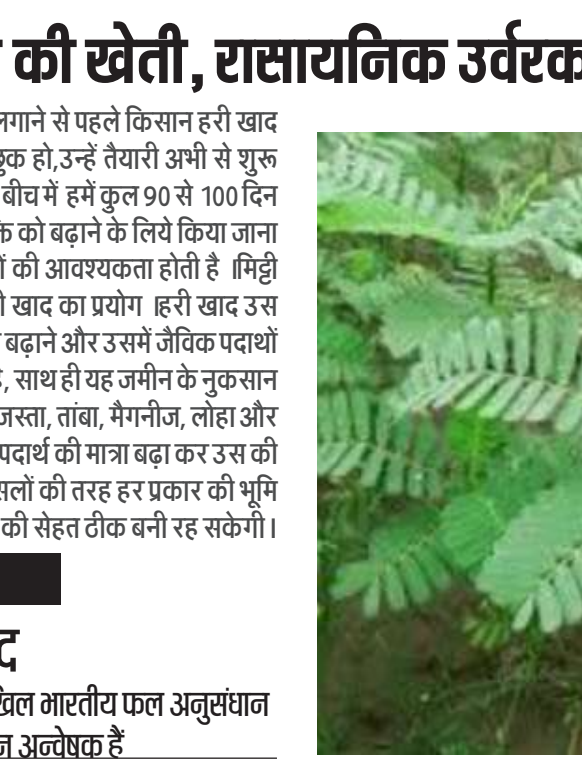 की खेती, रासायनिक उर्वरक
लगाने से पहले किसान हरी खाद
हो,उन्हें तैयारी अभी से शुरू
बीच में हमें कुल 90 से 100 दिन
को बढ़ाने के लिये किया जाना
की आवश्यकता होती है ।मिट्टी
खाद का प्रयोग ।हरी खाद उस
बढ़ाने और उसमें जैविक पदाथों
साथ ही यह जमीन के नुकसान
जस्ता, तांबा, मैगनीज, लोहा और
पदार्थ की मात्रा बढ़ा कर उस की
की तरह हर प्रकार की भूमि
की सेहत ठीक बनी रह सकेगी।
भारतीय फल अनुसंधान
अन्वेषक हैं